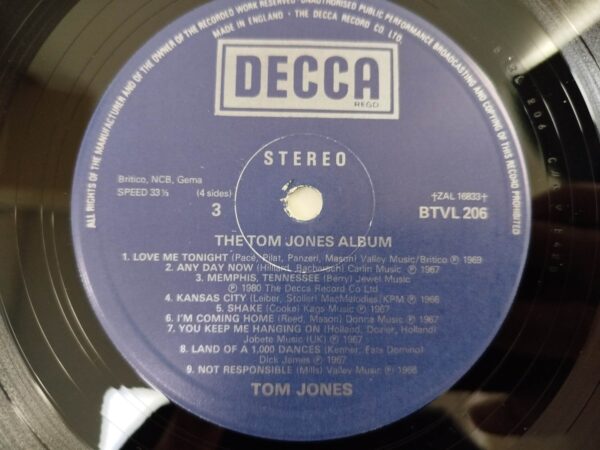 ALL RIGHTS OF THE MANUFACTURER AND OF THE OWNER OF THE RECORDED WORK RESERVED · UNAUTHORISED PUBLIC PERFORMANCE BROADCASTING AND COPYING OF THIS RECORD PROHIBITED
MADE IN ENGLAND · THE DECCA RECORD CO. LTD.
DECCA
REGD
STEREO
Britico, NCB, Gema
SPEED 33⅓ (4 sides)
3
†ZAL 16833†
BTVL 206
THE TOM JONES ALBUM
1. LOVE ME TONIGHT (Pace, Pilat, Panzeri, Mason) Valley Music/Britico ℗ 1969
2. ANY DAY NOW (Hilliard, Bacharach) Carlin Music ℗ 1967
3. MEMPHIS, TENNESSEE (Berry) Jewel Music
℗ 1980 The Decca Record Co Ltd
4. KANSAS CITY (Leiber, Stoller) MacMelodies/KPM ℗ 1966
5. SHAKE (Cooke) Kags Music ℗ 1967
6. I'M COMING HOME (Reed, Mason) Donna Music ℗ 1967
7. YOU KEEP ME HANGING ON (Holland, Dozier, Holland)
Jobete Music (UK) ℗ 1967
8. LAND OF A 1,000 DANCES (Kenner, Fats Domino)
Dick James ℗ 1967
9. NOT RESPONSIBLE (Mills) Valley Music ℗ 1966
TOM JONES